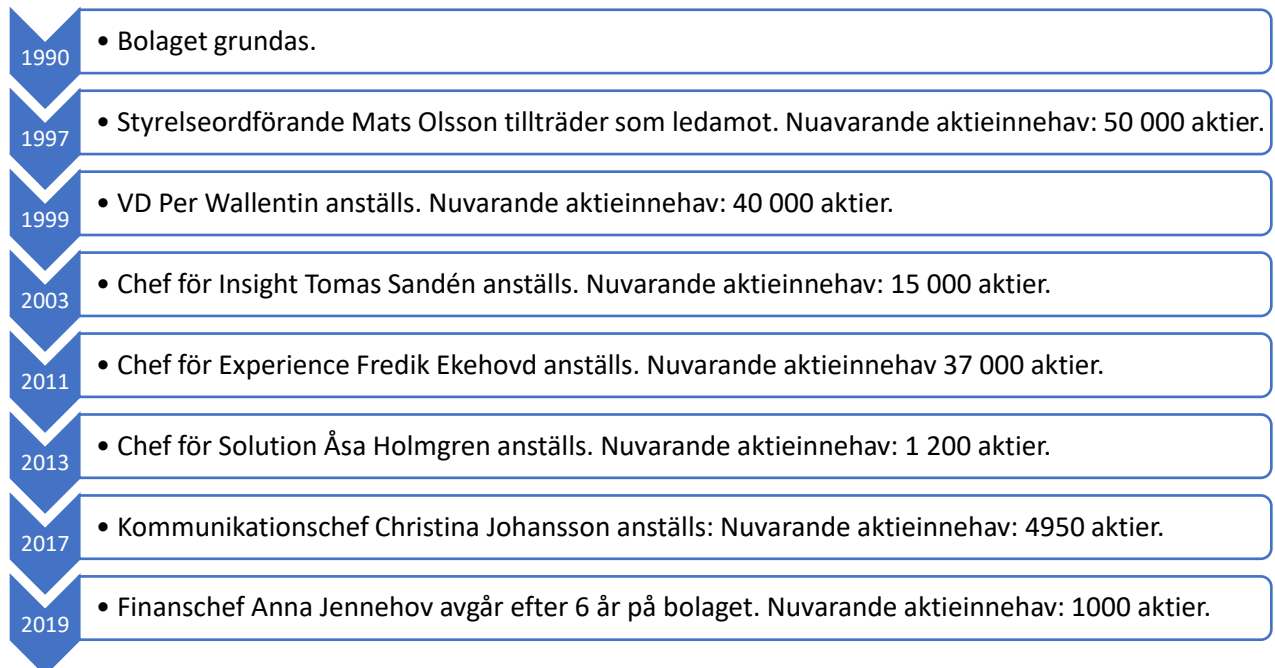 1990
• Bolaget grundas.
1997
• Styrelseordförande Mats Olsson tillträder som ledamot. Nuavarande aktieinnehav: 50 000 aktier.
1999
• VD Per Wallentin anställs. Nuvarande aktieinnehav: 40 000 aktier.
2003
• Chef för Insight Tomas Sandén anställs. Nuvarande aktieinnehav: 15 000 aktier.
2011
• Chef för Experience Fredik Ekehovd anställs. Nuvarande aktieinnehav 37 000 aktier.
2013
• Chef för Solution Åsa Holmgren anställs. Nuvarande aktieinnehav: 1 200 aktier.
2017
• Kommunikationschef Christina Johansson anställs: Nuvarande aktieinnehav: 4950 aktier.
2019
• Finanschef Anna Jennehov avgår efter 6 år på bolaget. Nuvarande aktieinnehav: 1000 aktier.